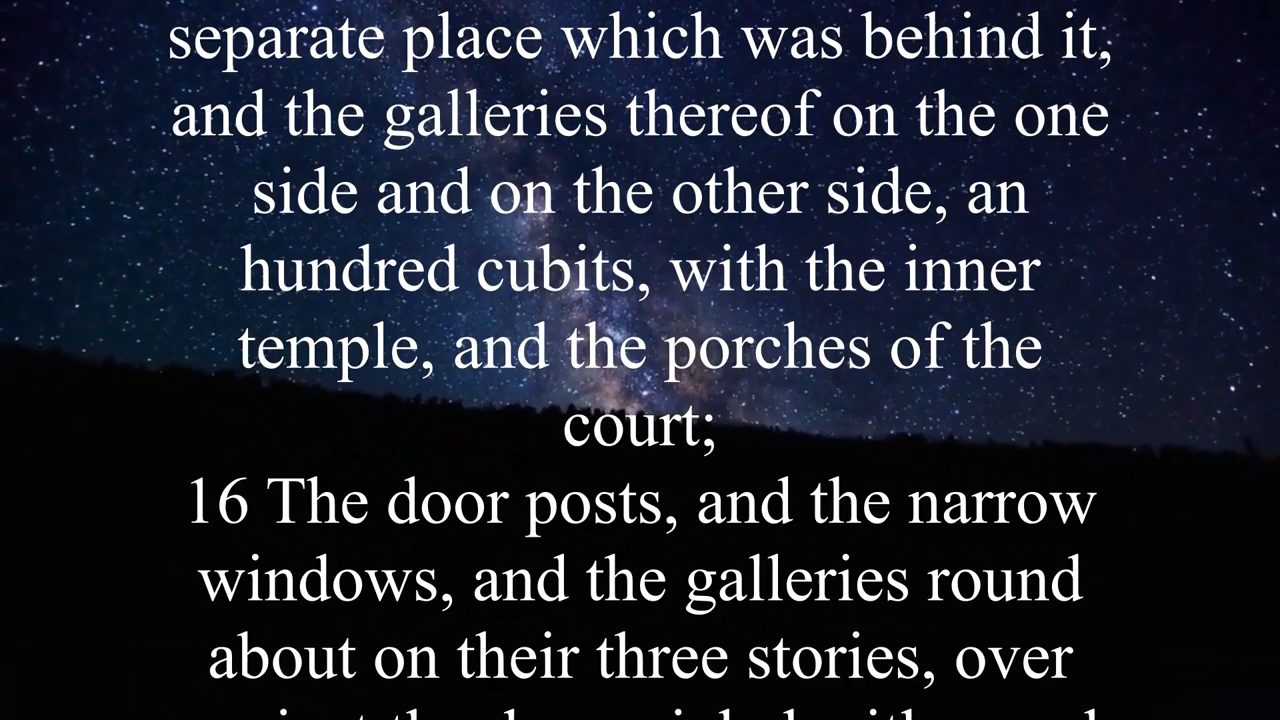 separate place which was behind it,
and the galleries thereof on the one
side and on the other side, an
hundred cubits, with the inner
temple, and the porches of the
court;
16 The door posts, and the narrow
windows, and the galleries round
about on their three stories, over